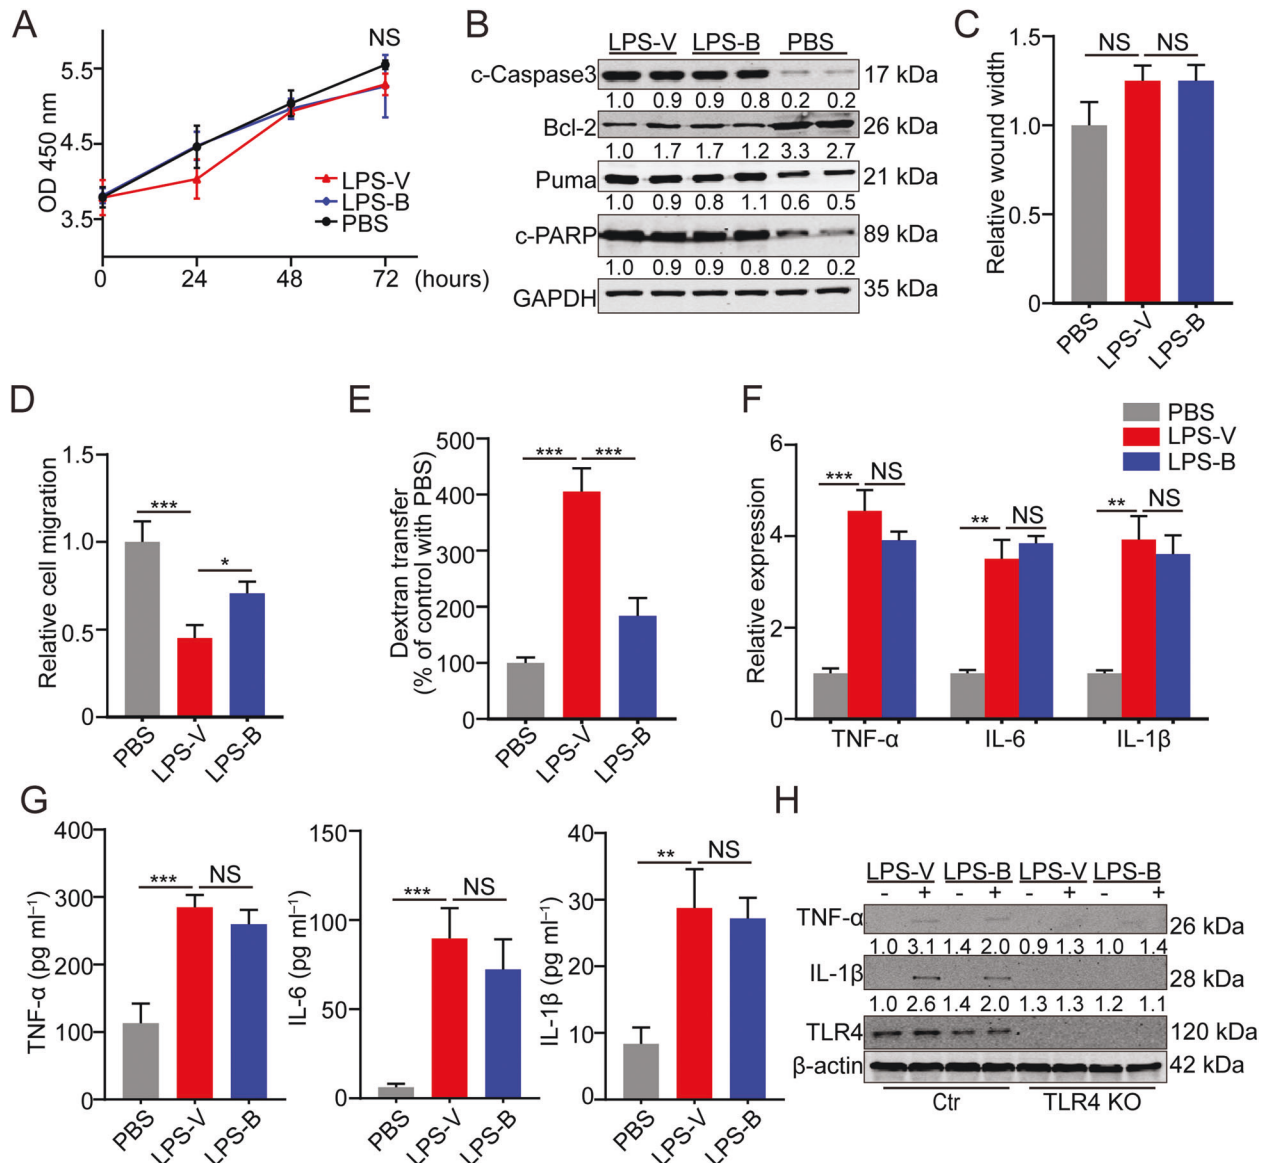 A
OD 450 nm
5.5
4.5
3.5
0
24
48
72
(hours)
NS
LPS-V
LPS-B
PBS
B
LPS-V LPS-B PBS
c-Caspase3 17 kDa
1.0 0.9 0.9 0.8 0.2 0.2
Bcl-2 26 kDa
1.0 1.7 1.7 1.2 3.3 2.7
Puma 21 kDa
1.0 0.9 0.8 1.1 0.6 0.5
c-PARP 89 kDa
1.0 0.9 0.9 0.8 0.2 0.2
GAPDH 35 kDa
C
Relative wound width
1.5
1.0
0.5
0
NS NS
PBS
LPS-V
LPS-B
D
Relative cell migration
1.5
1.0
0.5
0
***
*
PBS
LPS-V
LPS-B
E
Dextran transfer
(% of control with PBS)
500
400
300
200
100
0
*** ***
PBS
LPS-V
LPS-B
F
PBS
LPS-V
LPS-B
Relative expression
6
4
2
0
*** NS
** NS
** NS
TNF-α IL-6 IL-1β
G
TNF-α (pg ml⁻¹)
400
300
200
100
0
*** NS
PBS
LPS-V
LPS-B
IL-6 (pg ml⁻¹)
150
100
50
0
*** NS
PBS
LPS-V
LPS-B
IL-1β (pg ml⁻¹)
40
30
20
10
0
** NS
PBS
LPS-V
LPS-B
H
LPS-V LPS-B LPS-V LPS-B
- + - + - + - +
TNF-α 26 kDa
1.0 3.1 1.4 2.0 0.9 1.3 1.0 1.4
IL-1β 28 kDa
1.0 2.6 1.4 2.0 1.3 1.3 1.2 1.1
TLR4 120 kDa
β-actin 42 kDa
Ctr TLR4 KO